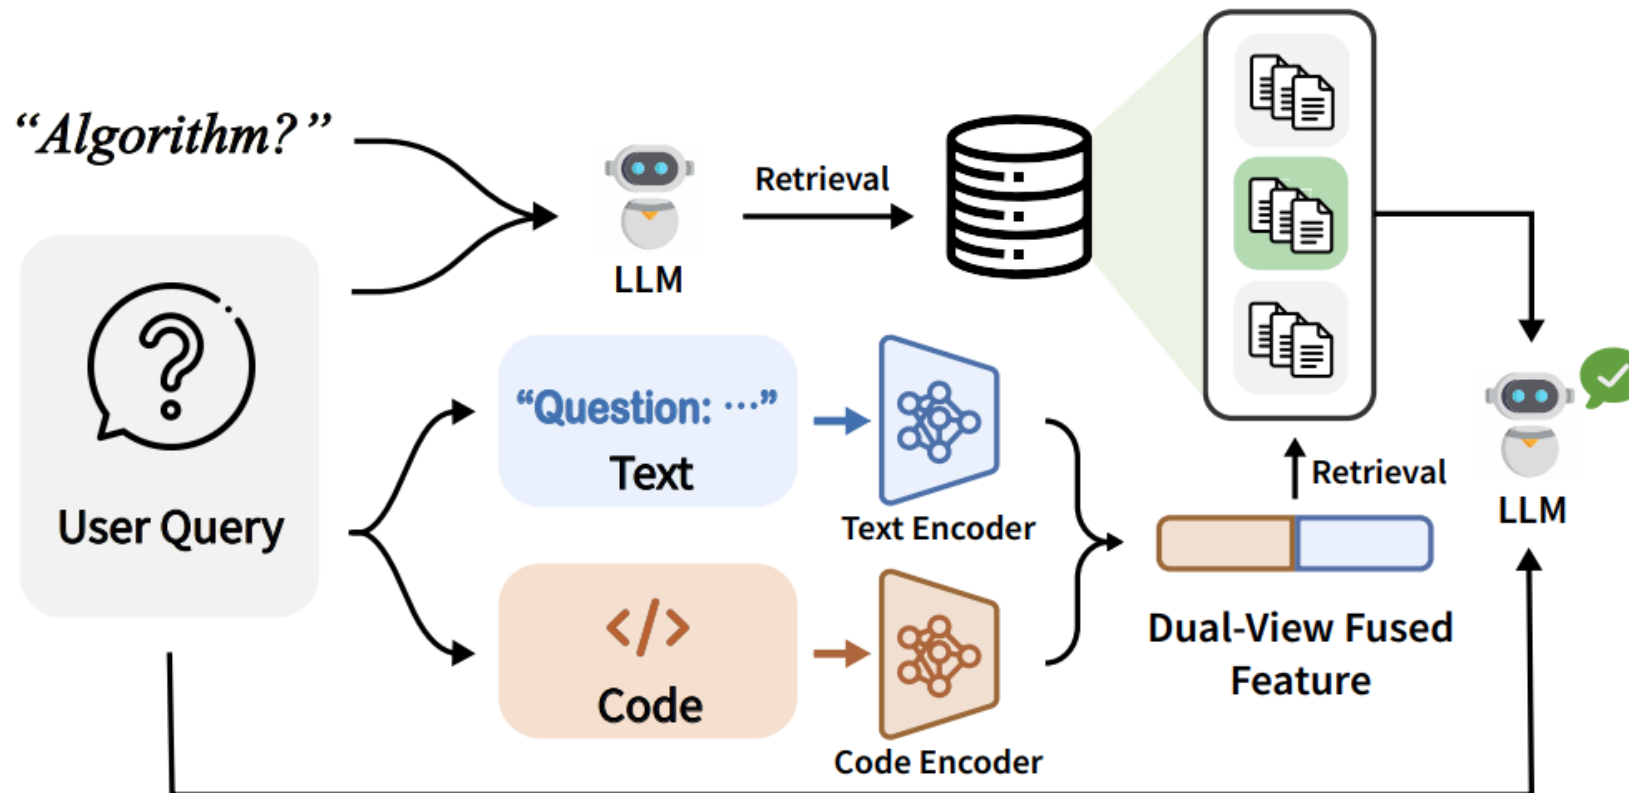 “Algorithm?”
LLM
Retrieval
User Query
“Question: ···”
Text
Text Encoder
</>
Code
Code Encoder
Retrieval
Dual-View Fused
Feature
LLM